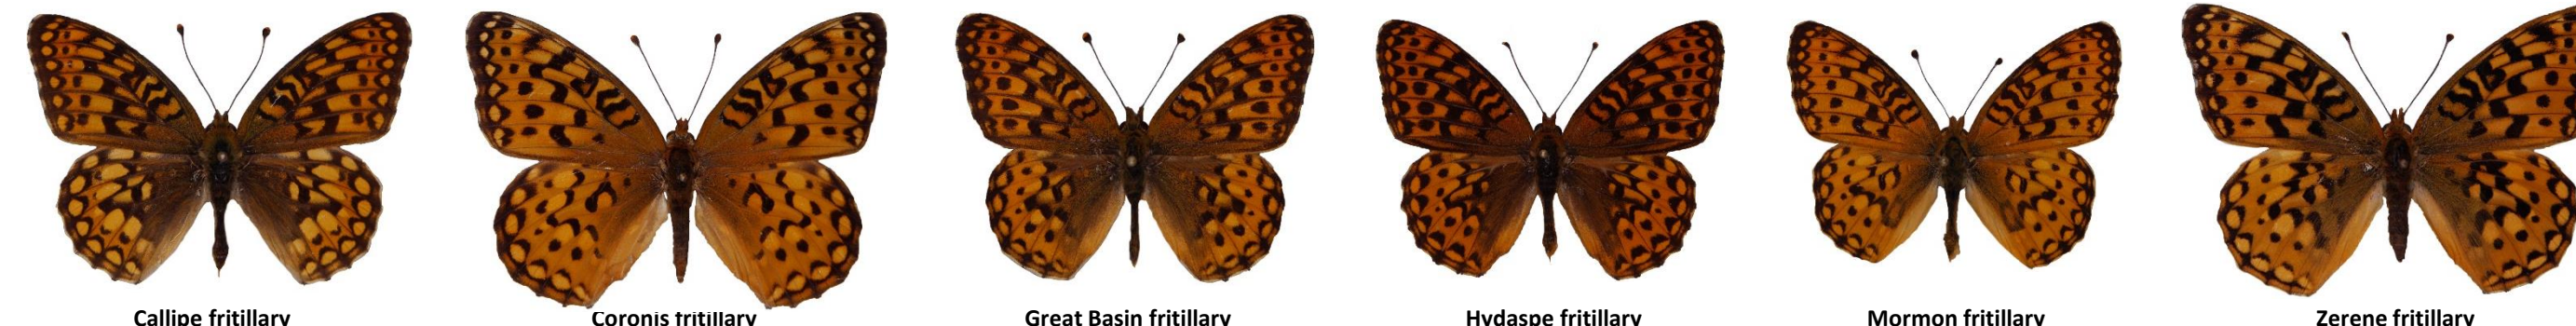 Callipe fritillary
Coronis fritillary
Great Basin fritillary
Hydaspe fritillary
Mormon fritillary
Zerene fritillary